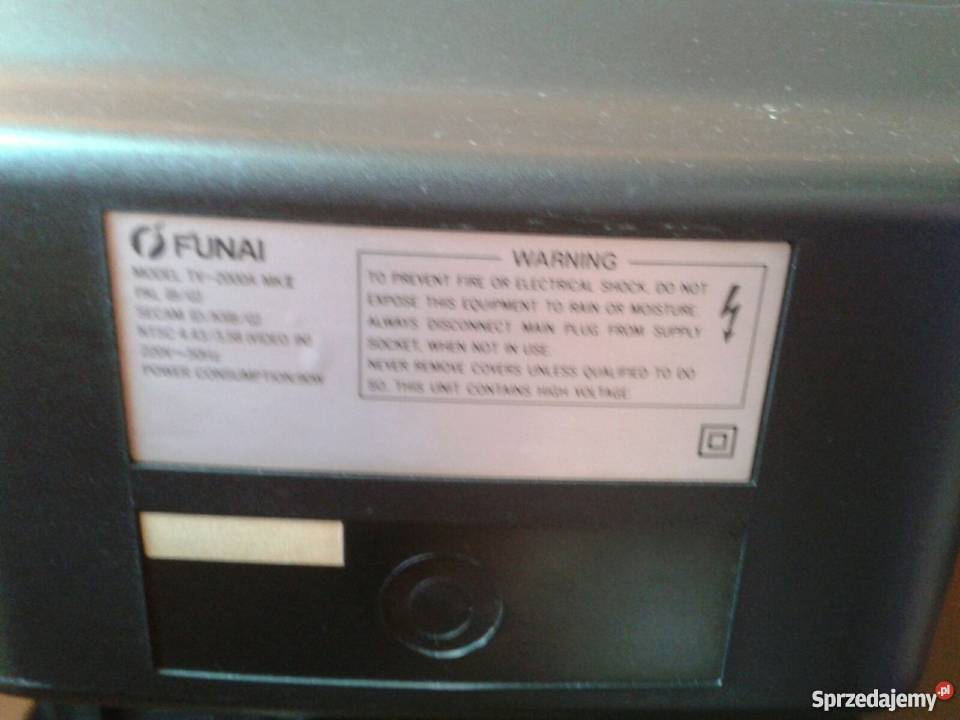 FUNAI
MODEL TV-2000A MKII
PAL B/G
SECAM
NTSC 4.43/3.58 (VIDEO IN)
220V~50Hz
POWER CONSUMPTION:
WARNING
TO PREVENT FIRE OR ELECTRICAL SHOCK, DO NOT
EXPOSE THIS EQUIPMENT TO RAIN OR MOISTURE.
ALWAYS DISCONNECT MAIN PLUG FROM SUPPLY
SOCKET, WHEN NOT IN USE.
NEVER REMOVE COVERS UNLESS QUALIFIED TO DO
SO. THIS UNIT CONTAINS HIGH VOLTAGE
Sprzedajemy.pl